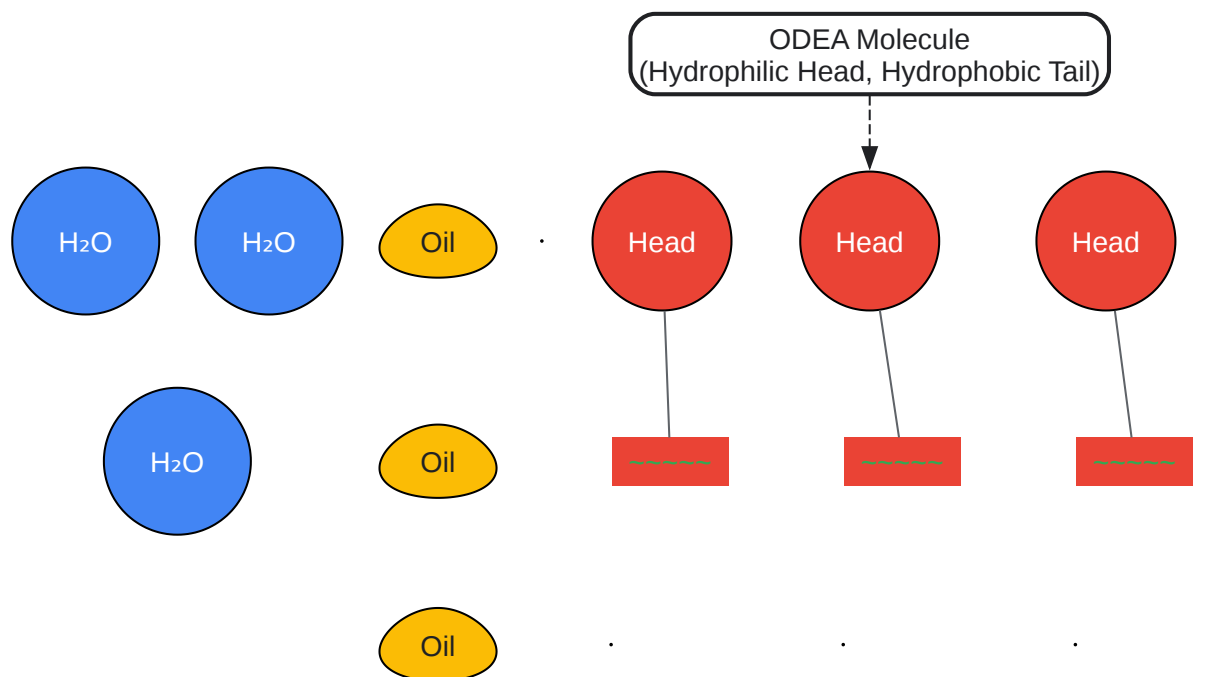 ODEA Molecule
(Hydrophilic Head, Hydrophobic Tail)
H₂O
H₂O
Oil
Head
Head
Head
H₂O
Oil
~~~~~
~~~~~
~~~~~
Oil